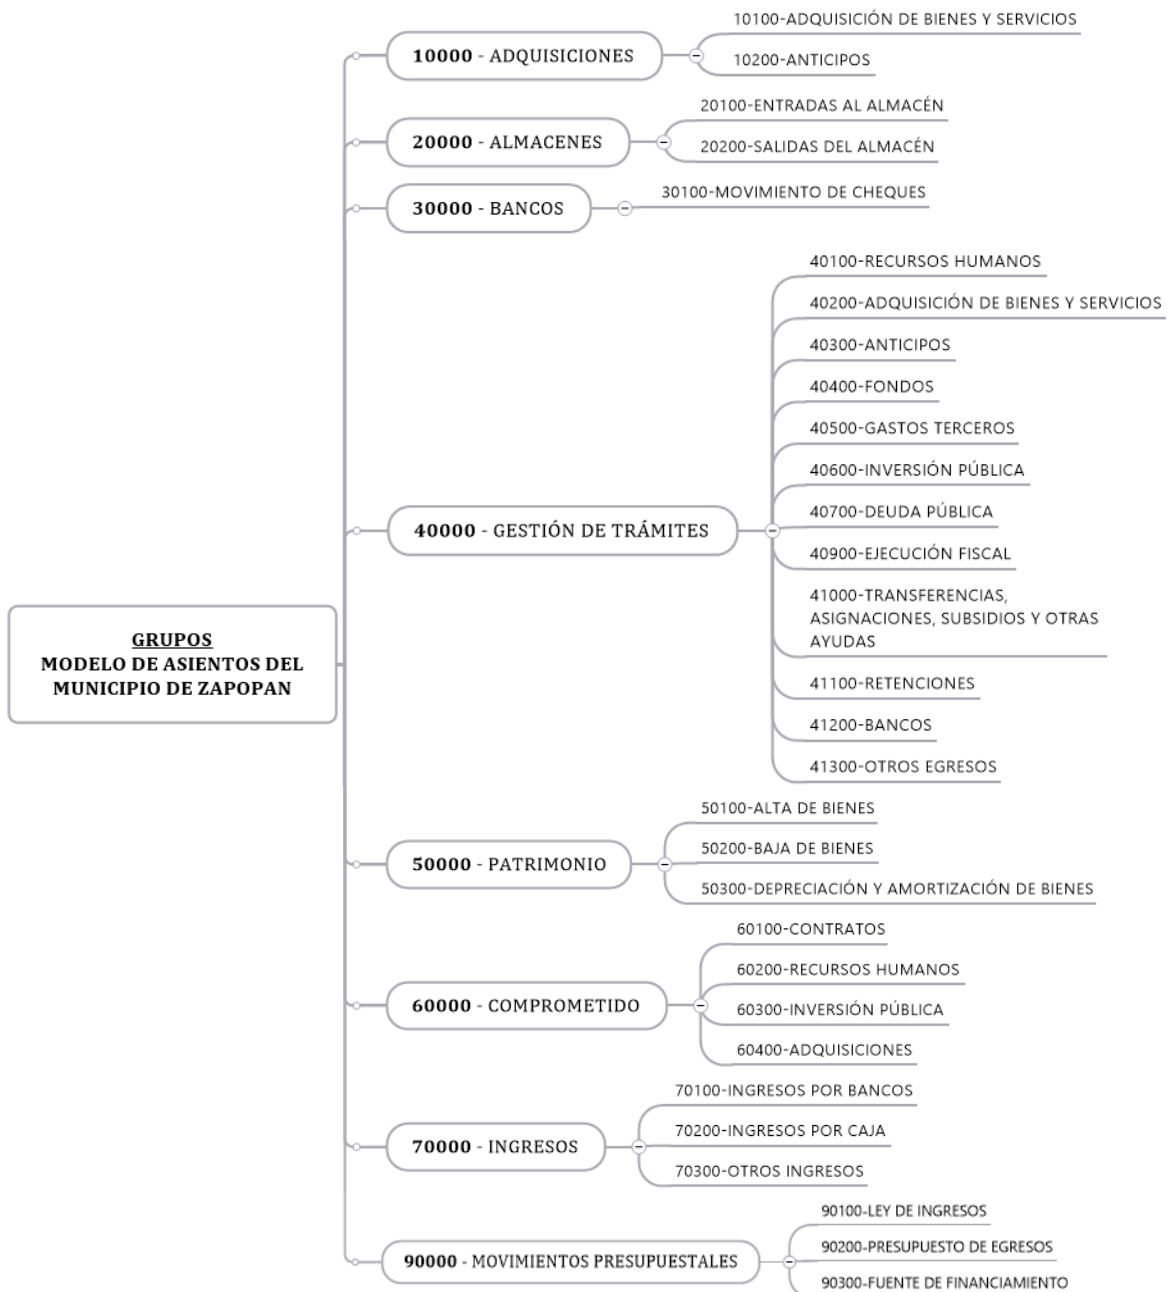 GRUPOS
MODELO DE ASIENTOS DEL
MUNICIPIO DE ZAPOPAN
10000 - ADQUISICIONES
10100-ADQUISICIÓN DE BIENES Y SERVICIOS
10200-ANTICIPOS
20000 - ALMACENES
20100-ENTRADAS AL ALMACÉN
20200-SALIDAS DEL ALMACÉN
30000 - BANCOS
30100-MOVIMIENTO DE CHEQUES
40000 - GESTIÓN DE TRÁMITES
40100-RECURSOS HUMANOS
40200-ADQUISICIÓN DE BIENES Y SERVICIOS
40300-ANTICIPOS
40400-FONDOS
40500-GASTOS TERCEROS
40600-INVERSIÓN PÚBLICA
40700-DEUDA PÚBLICA
40900-EJECUCIÓN FISCAL
41000-TRANSFERENCIAS,
ASIGNACIONES, SUBSIDIOS Y OTRAS
AYUDAS
41100-RETENCIONES
41200-BANCOS
41300-OTROS EGRESOS
50000 - PATRIMONIO
50100-ALTA DE BIENES
50200-BAJA DE BIENES
50300-DEPRECIACIÓN Y AMORTIZACIÓN DE BIENES
60000 - COMPROMETIDO
60100-CONTRATOS
60200-RECURSOS HUMANOS
60300-INVERSIÓN PÚBLICA
60400-ADQUISICIONES
70000 - INGRESOS
70100-INGRESOS POR BANCOS
70200-INGRESOS POR CAJA
70300-OTROS INGRESOS
90000 - MOVIMIENTOS PRESUPUESTALES
90100-LEY DE INGRESOS
90200-PRESUPUESTO DE EGRESOS
90300-FUENTE DE FINANCIAMIENTO